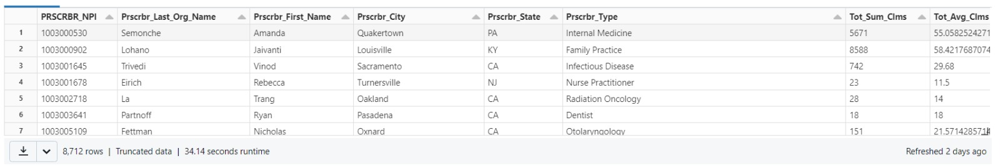 PRSCRBR_NPI Prscrbr_Last_Org_Name Prscrbr_First_Name Prscrbr_City Prscrbr_State Prscrbr_Type Tot_Sum_Clms Tot_Avg_Clms
1 1003000530 Semonche Amanda Quakertown PA Internal Medicine 5671 55.0582524271
2 1003000902 Lohano Jaivanti Louisville KY Family Practice 8588 58.4217687074
3 1003001645 Trivedi Vinod Sacramento CA Infectious Disease 742 29.68
4 1003001678 Eirich Rebecca Turnersville NJ Nurse Practitioner 23 11.5
5 1003002718 La Trang Oakland CA Radiation Oncology 28 14
6 1003003641 Partnoff Ryan Pasadena CA Dentist 18 18
7 1003005109 Fettman Nicholas Oxnard CA Otolaryngology 151 21.5714285714
8,712 rows | Truncated data | 34.14 seconds runtime Refreshed 2 days ago